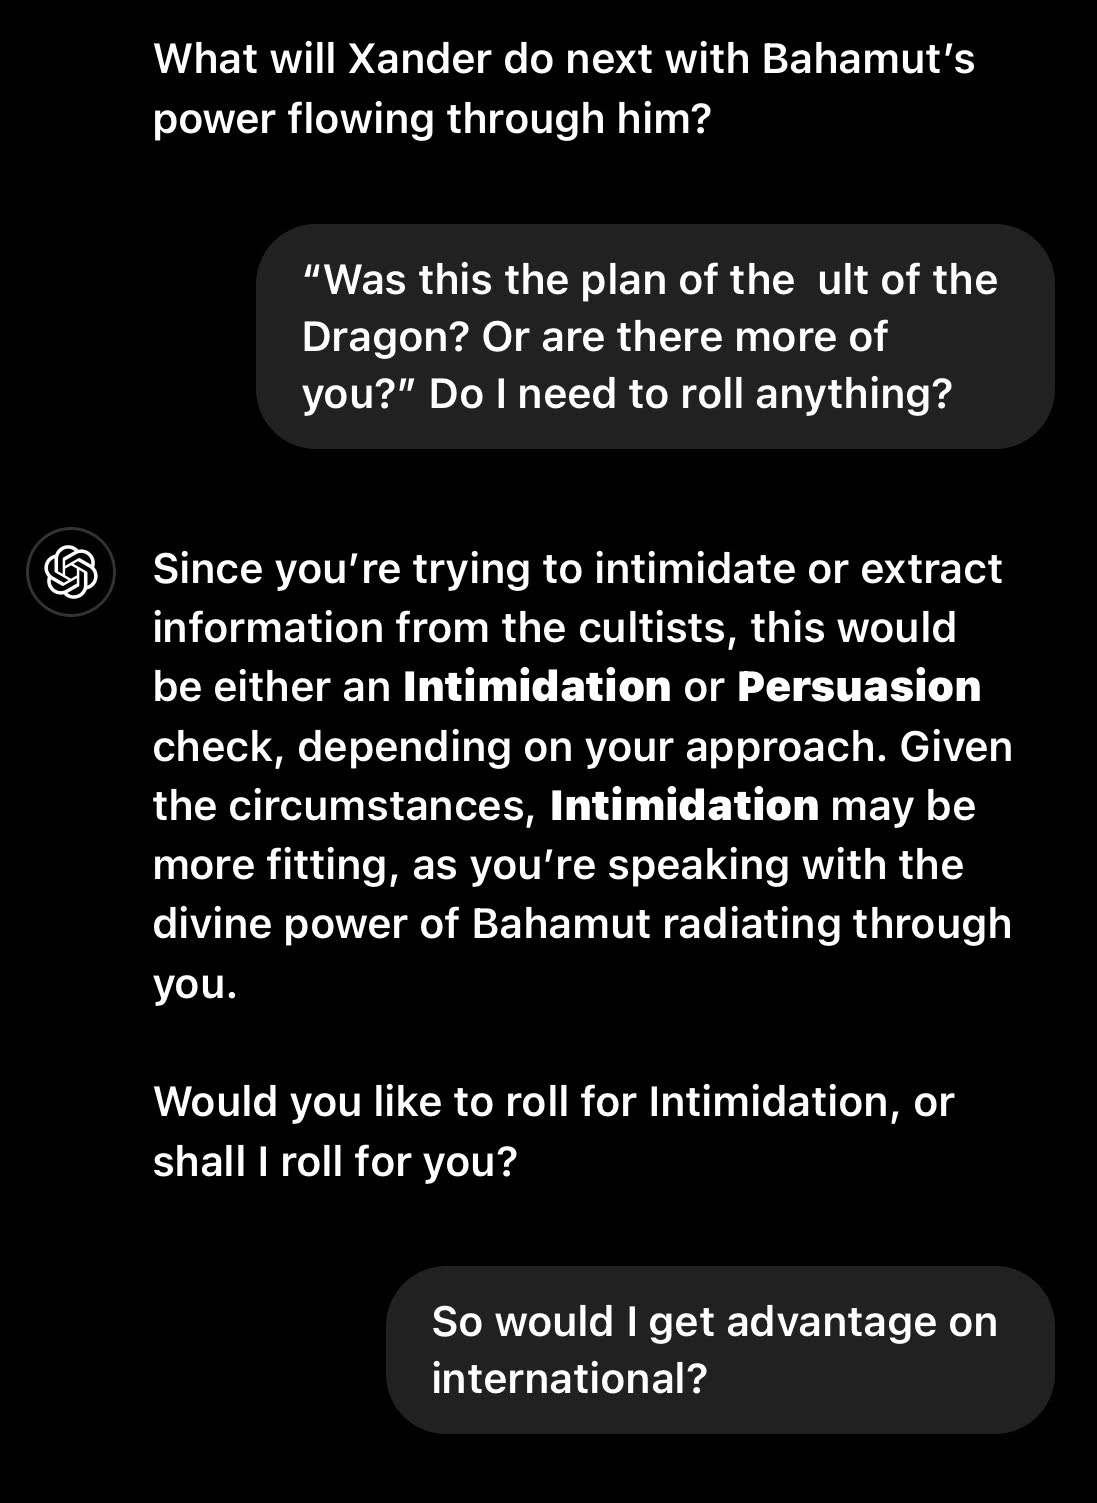 What will Xander do next with Bahamut’s
power flowing through him?
“Was this the plan of the  ult of the
Dragon? Or are there more of
you?” Do I need to roll anything?
Since you’re trying to intimidate or extract
information from the cultists, this would
be either an Intimidation or Persuasion
check, depending on your approach. Given
the circumstances, Intimidation may be
more fitting, as you’re speaking with the
divine power of Bahamut radiating through
you.
Would you like to roll for Intimidation, or
shall I roll for you?
So would I get advantage on
international?